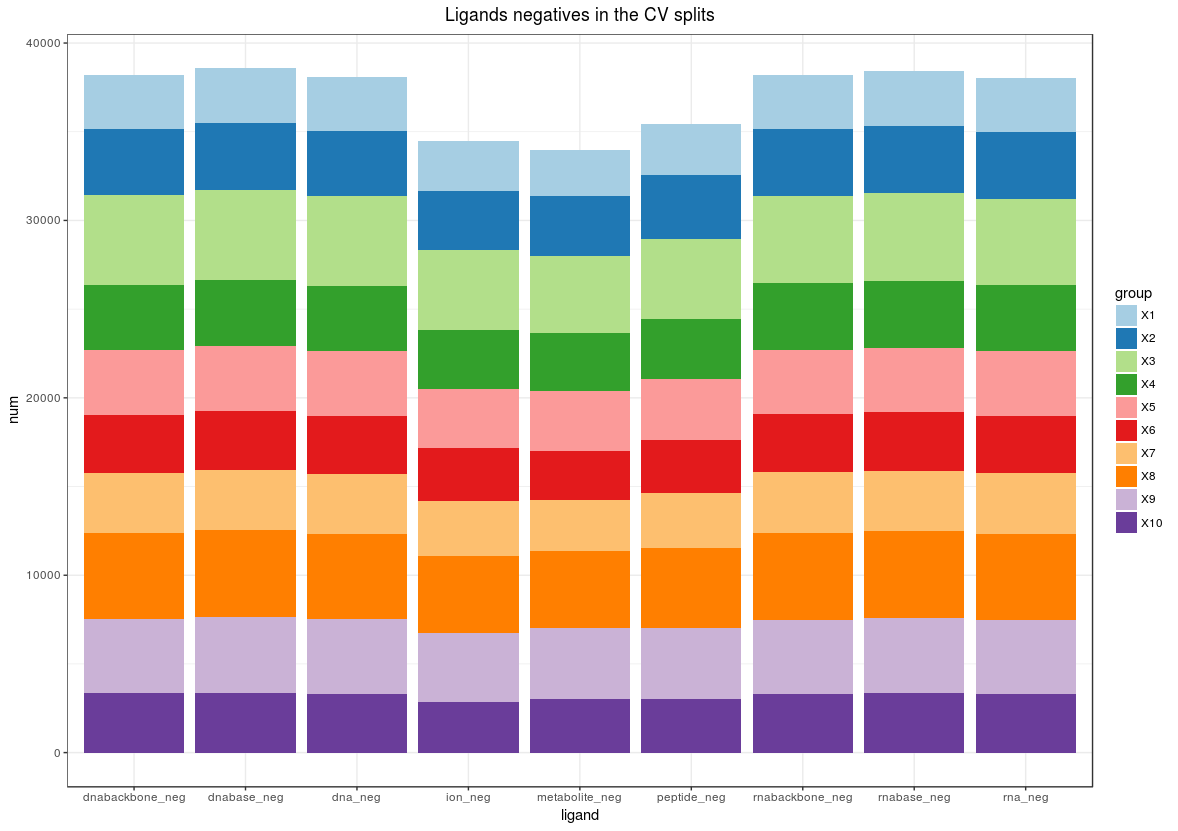 Ligands negatives in the CV splits
40000
30000
20000
10000
0
num
dnabackbone_neg dnabase_neg dna_neg ion_neg metabolite_neg peptide_neg rnabackbone_neg rnabase_neg rna_neg
ligand
group
X1
X2
X3
X4
X5
X6
X7
X8
X9
X10